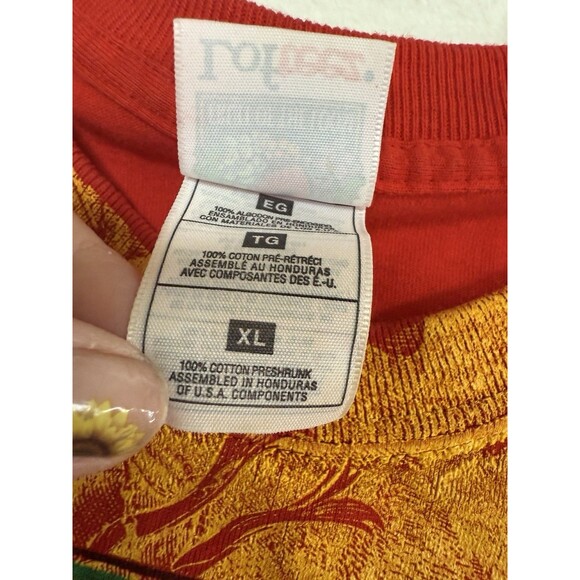 EG
100% ALGODON PRE-ENCOGIDO
ENSAMBLADO EN HONDURAS
CON MATERIALES DE
TG
100% COTON PRÉ-RÉTRÉCI
ASSEMBLÉ AU HONDURAS
AVEC COMPOSANTES DES É.-U.
XL
100% COTTON PRESHRUNK
ASSEMBLED IN HONDURAS
OF U.S.A. COMPONENTS